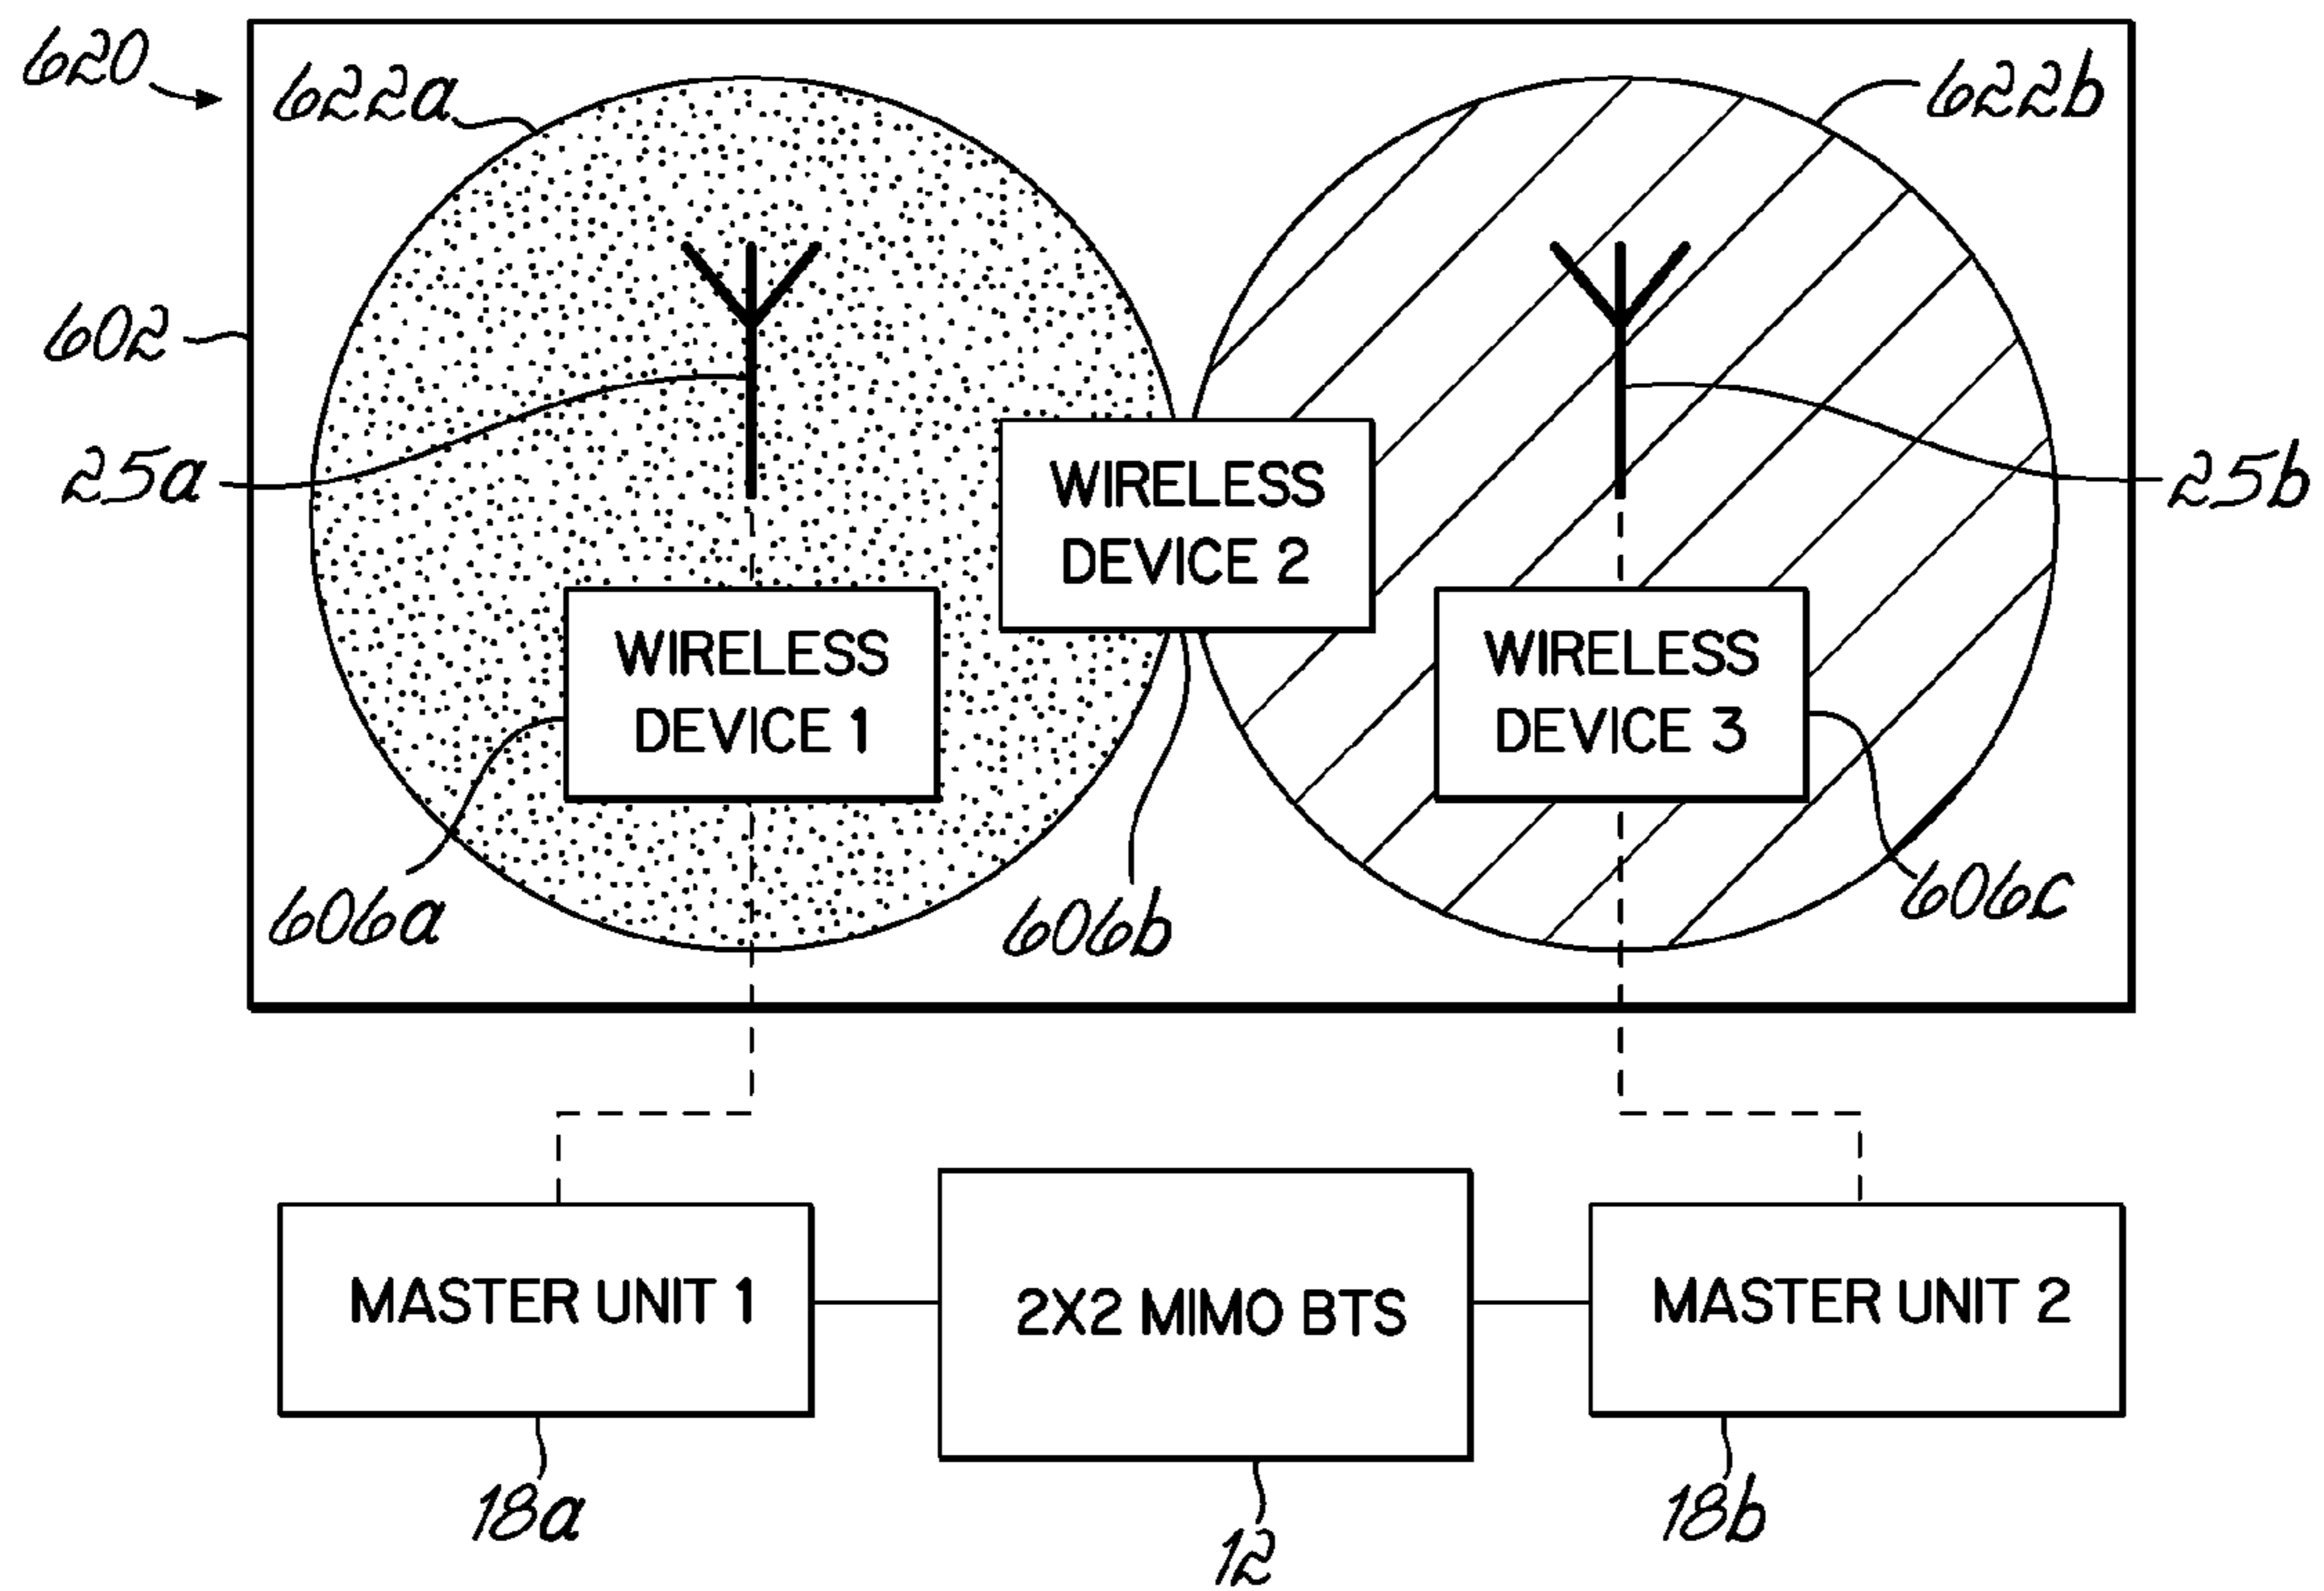 620
622a
622b
602
25a
25b
WIRELESS
DEVICE 2
WIRELESS
DEVICE 1
WIRELESS
DEVICE 3
606a
606b
606c
MASTER UNIT 1
2X2 MIMO BTS
MASTER UNIT 2
18a
12
18b